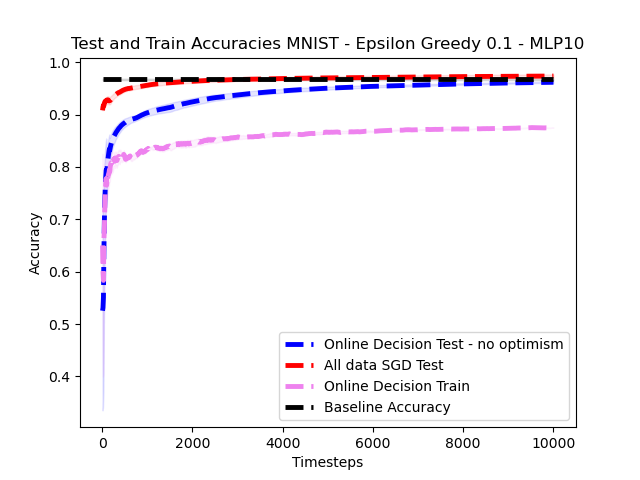 Test and Train Accuracies MNIST - Epsilon Greedy 0.1 - MLP10
1.0
0.9
0.8
0.7
0.6
0.5
0.4
Accuracy
Online Decision Test - no optimism
All data SGD Test
Online Decision Train
Baseline Accuracy
0 2000 4000 6000 8000 10000
Timesteps